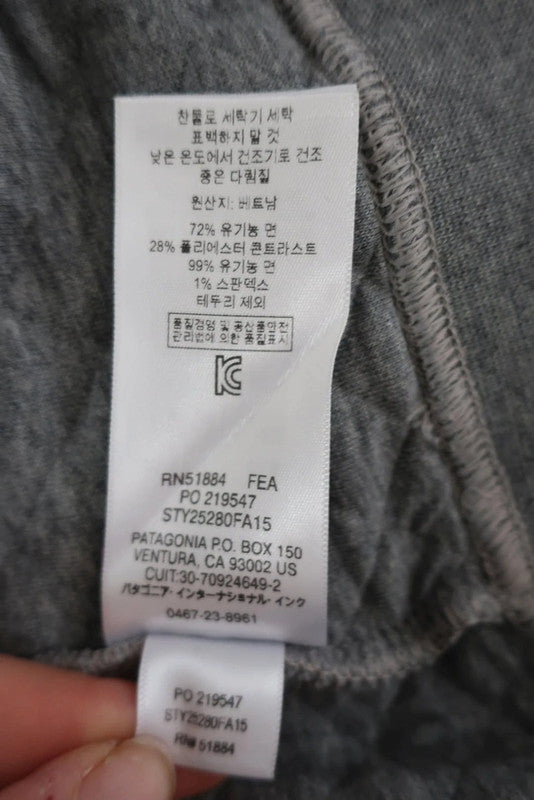 찬물로 세탁기 세탁
표백하지 말 것
낮은 온도에서 건조기로 건조
좋은 다림질
원산지: 베트남
72% 유기농 면
28% 폴리에스터 콘트라스트
99% 유기농 면
1% 스판덱스
테두리 제외
품질경영 및 공산품안전
관리법에 의한 품질표시
RN51884 FEA
PO 219547
STY25280FA15
PATAGONIA P.O. BOX 150
VENTURA, CA 93002 US
CUIT:30-70924649-2
パタゴニア・インターナショナル・インク
0467-23-8961
PO 219547
STY25280FA15
RN# 51884